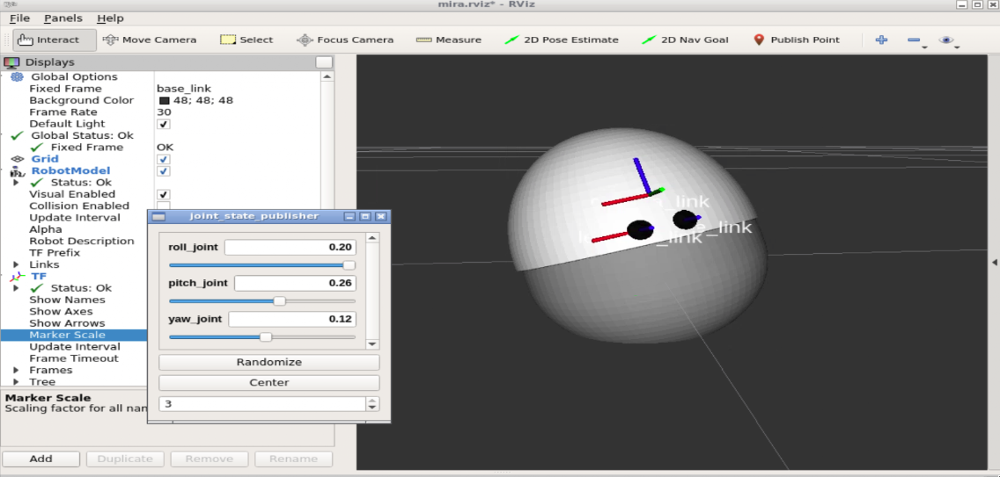 mira.rviz* - RViz
File Panels Help
Interact Move Camera Select Focus Camera Measure 2D Pose Estimate 2D Nav Goal Publish Point
Displays
Global Options
Fixed Frame base_link
Background Color 48; 48; 48
Frame Rate 30
Default Light
Global Status: Ok
Fixed Frame OK
Grid
RobotModel
Status: Ok
Visual Enabled
Collision Enabled
Update Interval
Alpha
Robot Description
TF Prefix
Links
TF
Status: Ok
Show Names
Show Axes
Show Arrows
Marker Scale
Update Interval
Frame Timeout
Frames
Tree
Marker Scale
Scaling factor for all nan
Add Duplicate Remove Rename
joint_state_publisher
roll_joint 0.20
pitch_joint 0.26
yaw_joint 0.12
Randomize
Center
3
_link
_link
_link